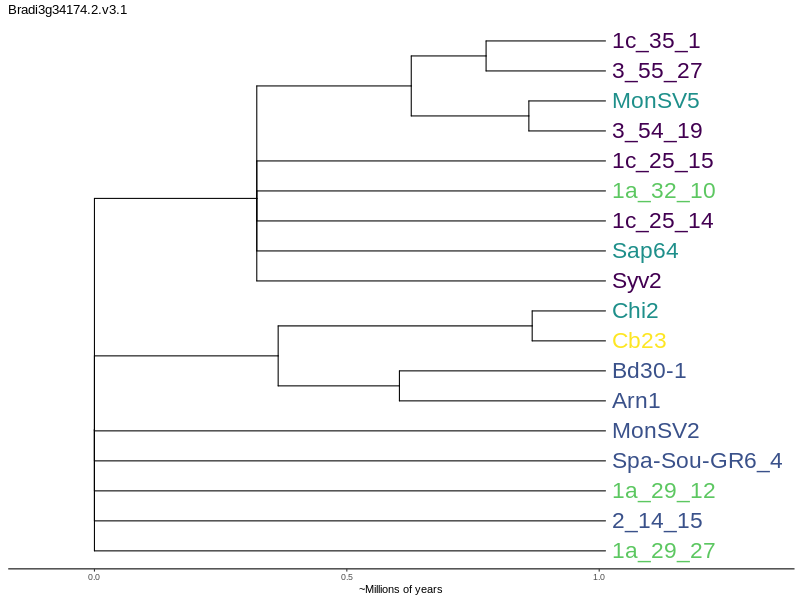 Bradi3g34174.2.v3.1
1c_35_1
3_55_27
MonSV5
3_54_19
1c_25_15
1a_32_10
1c_25_14
Sap64
Syv2
Chi2
Cb23
Bd30-1
Arn1
MonSV2
Spa-Sou-GR6_4
1a_29_12
2_14_15
1a_29_27
0.0 0.5 1.0
~Millions of years